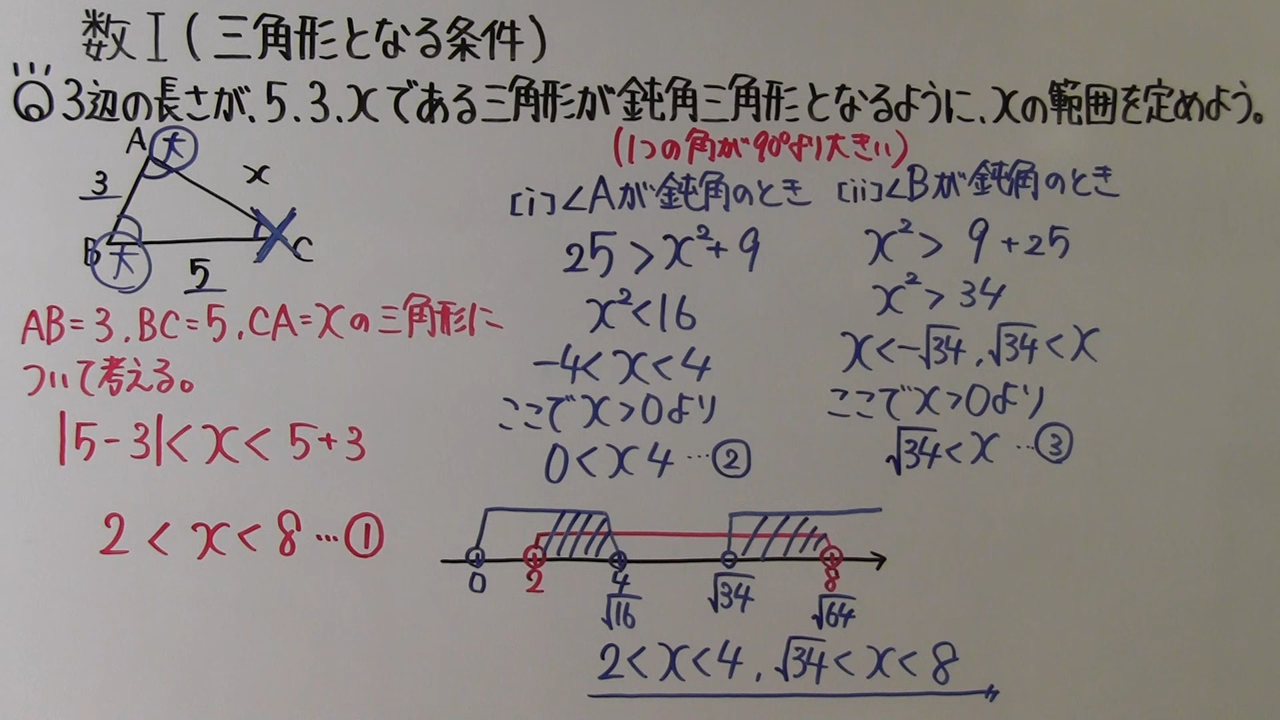 数Ⅰ(三角形となる条件)
◎3辺の長さが、5、3、xである三角形が鈍角三角形となるように、xの範囲を定めよう。
(1つの角が90°より大きい)
A 大
3
x
B 大
5
C
AB=3、BC=5、CA=xの三角形に
ついて考える。
|5-3|<x<5+3
2<x<8…①
[i]∠Aが鈍角のとき
25>x²+9
x²<16
-4<x<4
ここでx>0より
0<x4…②
[ii]∠Bが鈍角のとき
x²>9+25
x²>34
x<-√34、√34<x
ここでx>0より
√34<x…③
0 2 4 √34 8
√16 √64
2<x<4、√34<x<8